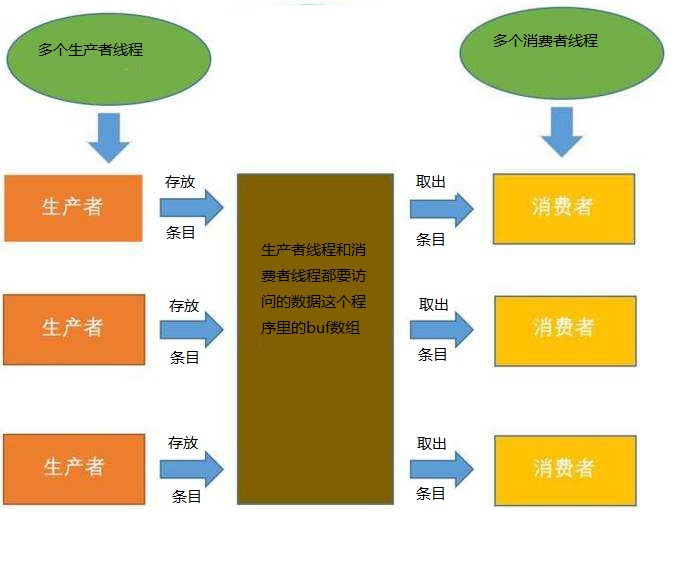 多个生产者线程
多个消费者线程
生产者
存放
条目
取出
条目
消费者
生产者线程和消
费者线程都要访
问的数据这个程
序里的buf数组
生产者
存放
条目
取出
条目
消费者
生产者
存放
条目
取出
条目
消费者